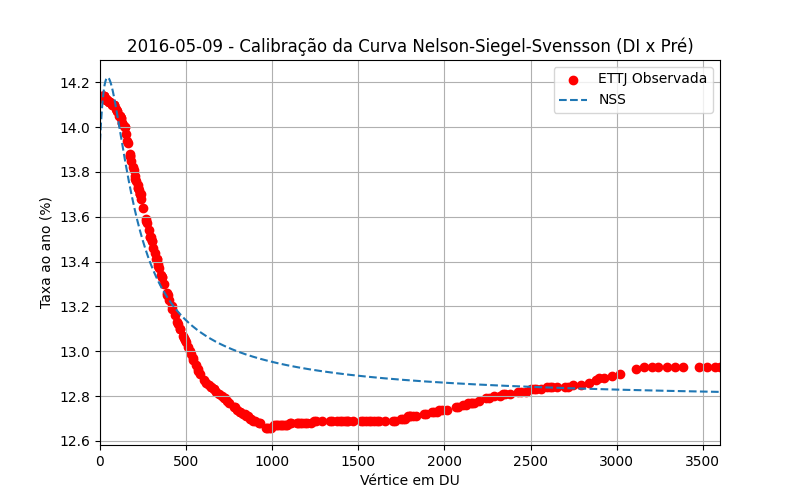 2016-05-09 - Calibração da Curva Nelson-Siegel-Svensson (DI x Pré)
ETTJ Observada
NSS
Taxa ao ano (%)
14.2
14.0
13.8
13.6
13.4
13.2
13.0
12.8
12.6
0 500 1000 1500 2000 2500 3000 3500
Vértice em DU